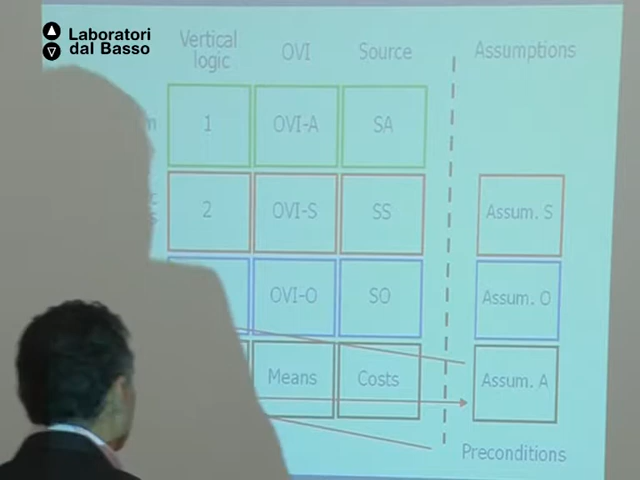 Laboratori
dal Basso
Vertical
logic
OVI
Source
Assumptions
1
OVI-A
SA
2
OVI-S
SS
Assum. S
OVI-O
SO
Assum. O
Means
Costs
Assum. A
Preconditions